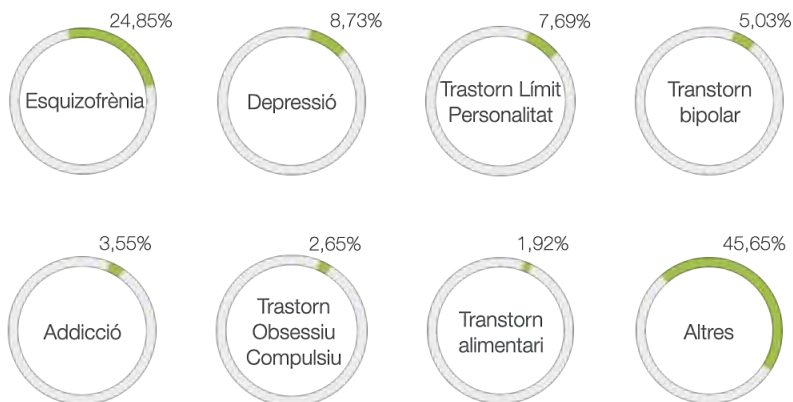 24,85%
Esquizofrènia
8,73%
Depressió
7,69%
Trastorn Límit
Personalitat
5,03%
Transtorn
bipolar
3,55%
Addicció
2,65%
Trastorn
Obsessiu
Compulsiu
1,92%
Transtorn
alimentari
45,65%
Altres